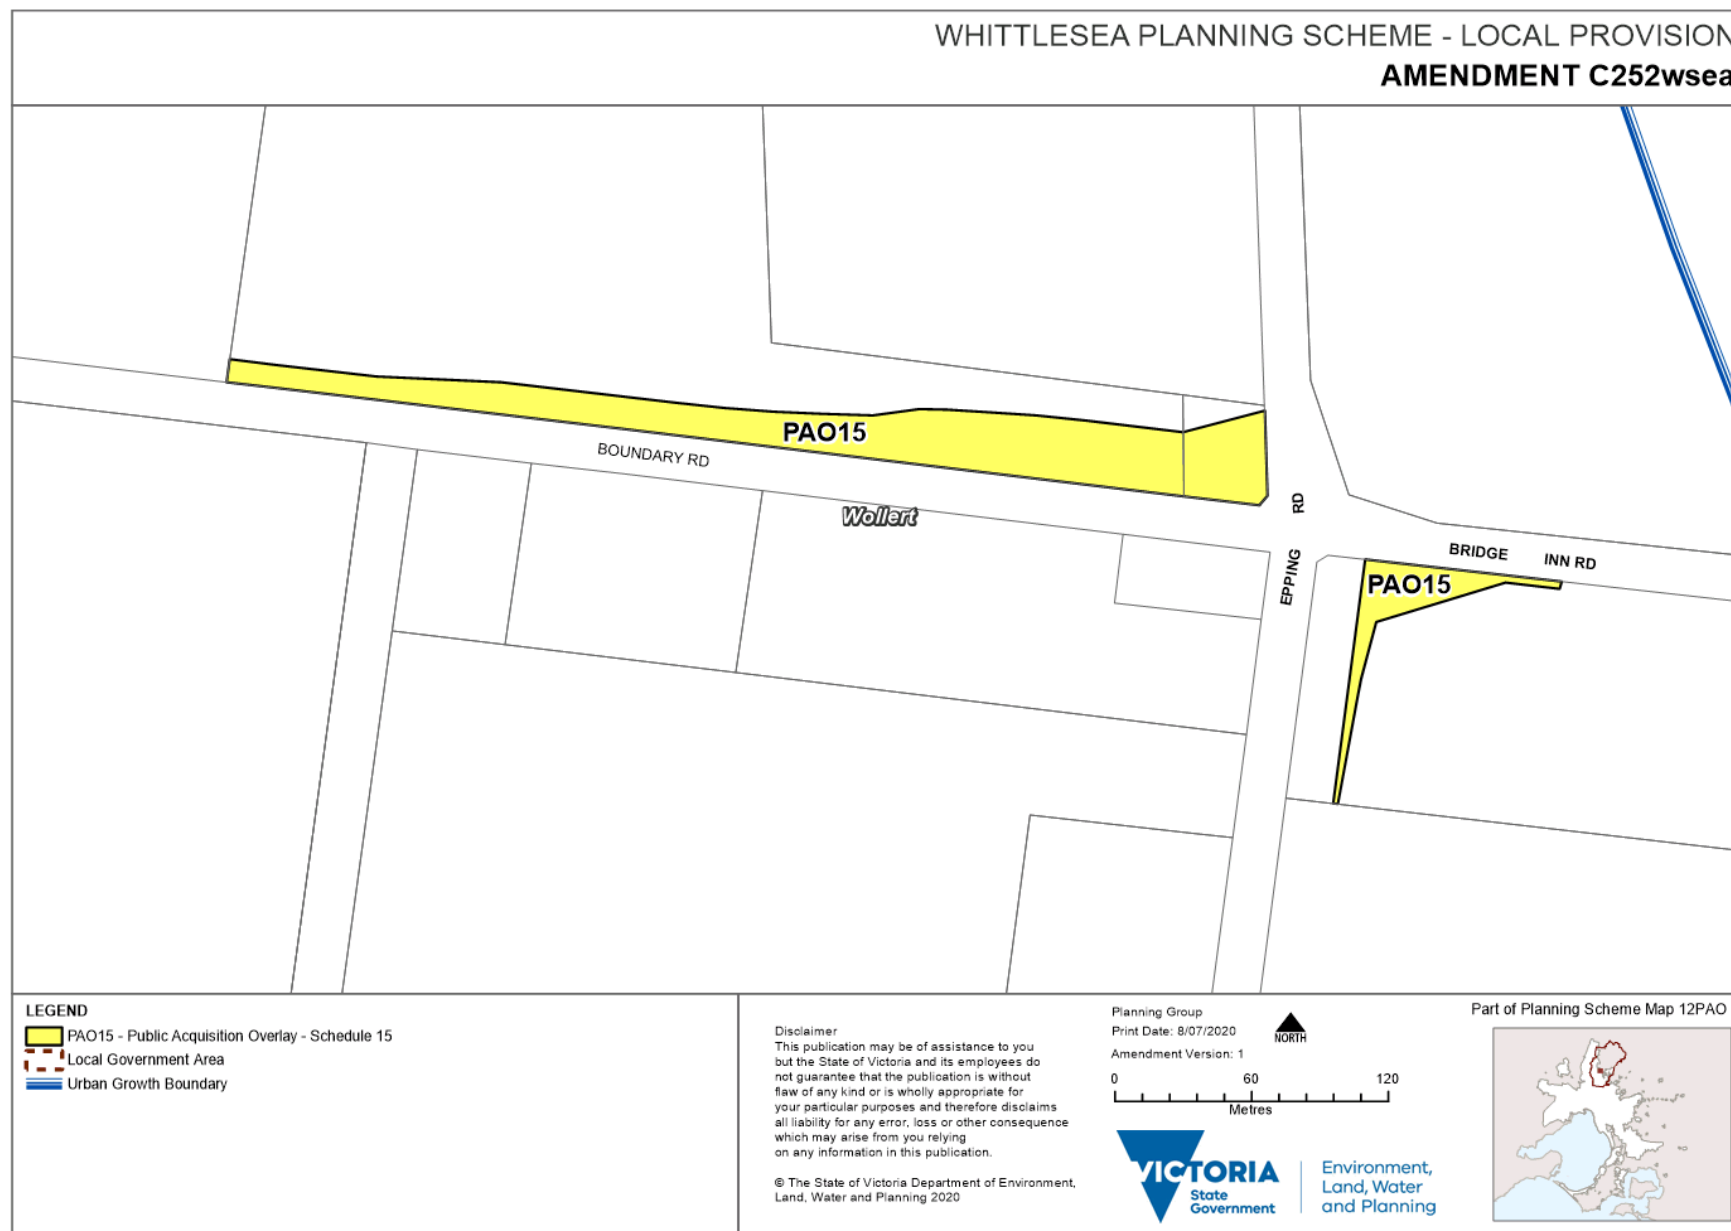 WHITTLESEA PLANNING SCHEME - LOCAL PROVISION
AMENDMENT C252wsea
PAO15
BOUNDARY RD
Wollert
EPPING RD
BRIDGE INN RD
PAO15
LEGEND
PAO15 - Public Acquisition Overlay - Schedule 15
Local Government Area
Urban Growth Boundary
Disclaimer
This publication may be of assistance to you
but the State of Victoria and its employees do
not guarantee that the publication is without
flaw of any kind or is wholly appropriate for
your particular purposes and therefore disclaims
all liability for any error, loss or other consequence
which may arise from you relying
on any information in this publication.
© The State of Victoria Department of Environment,
Land, Water and Planning 2020
Planning Group
Print Date: 8/07/2020
Amendment Version: 1
NORTH
0 60 120
Metres
VICTORIA
State
Government
Environment,
Land, Water
and Planning
Part of Planning Scheme Map 12PAO